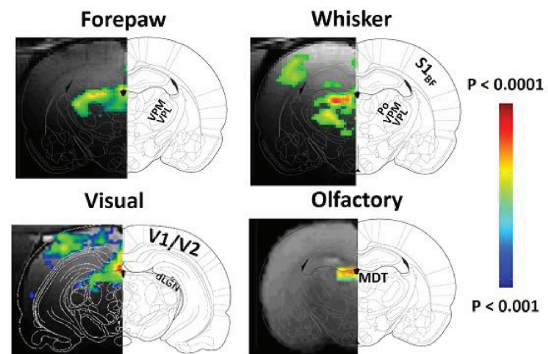 Forepaw
VPM
VPL
Whisker
S1BF
Po
VPM
VPL
P < 0.0001
Visual
V1/V2
dLGN
Olfactory
MDT
P < 0.001